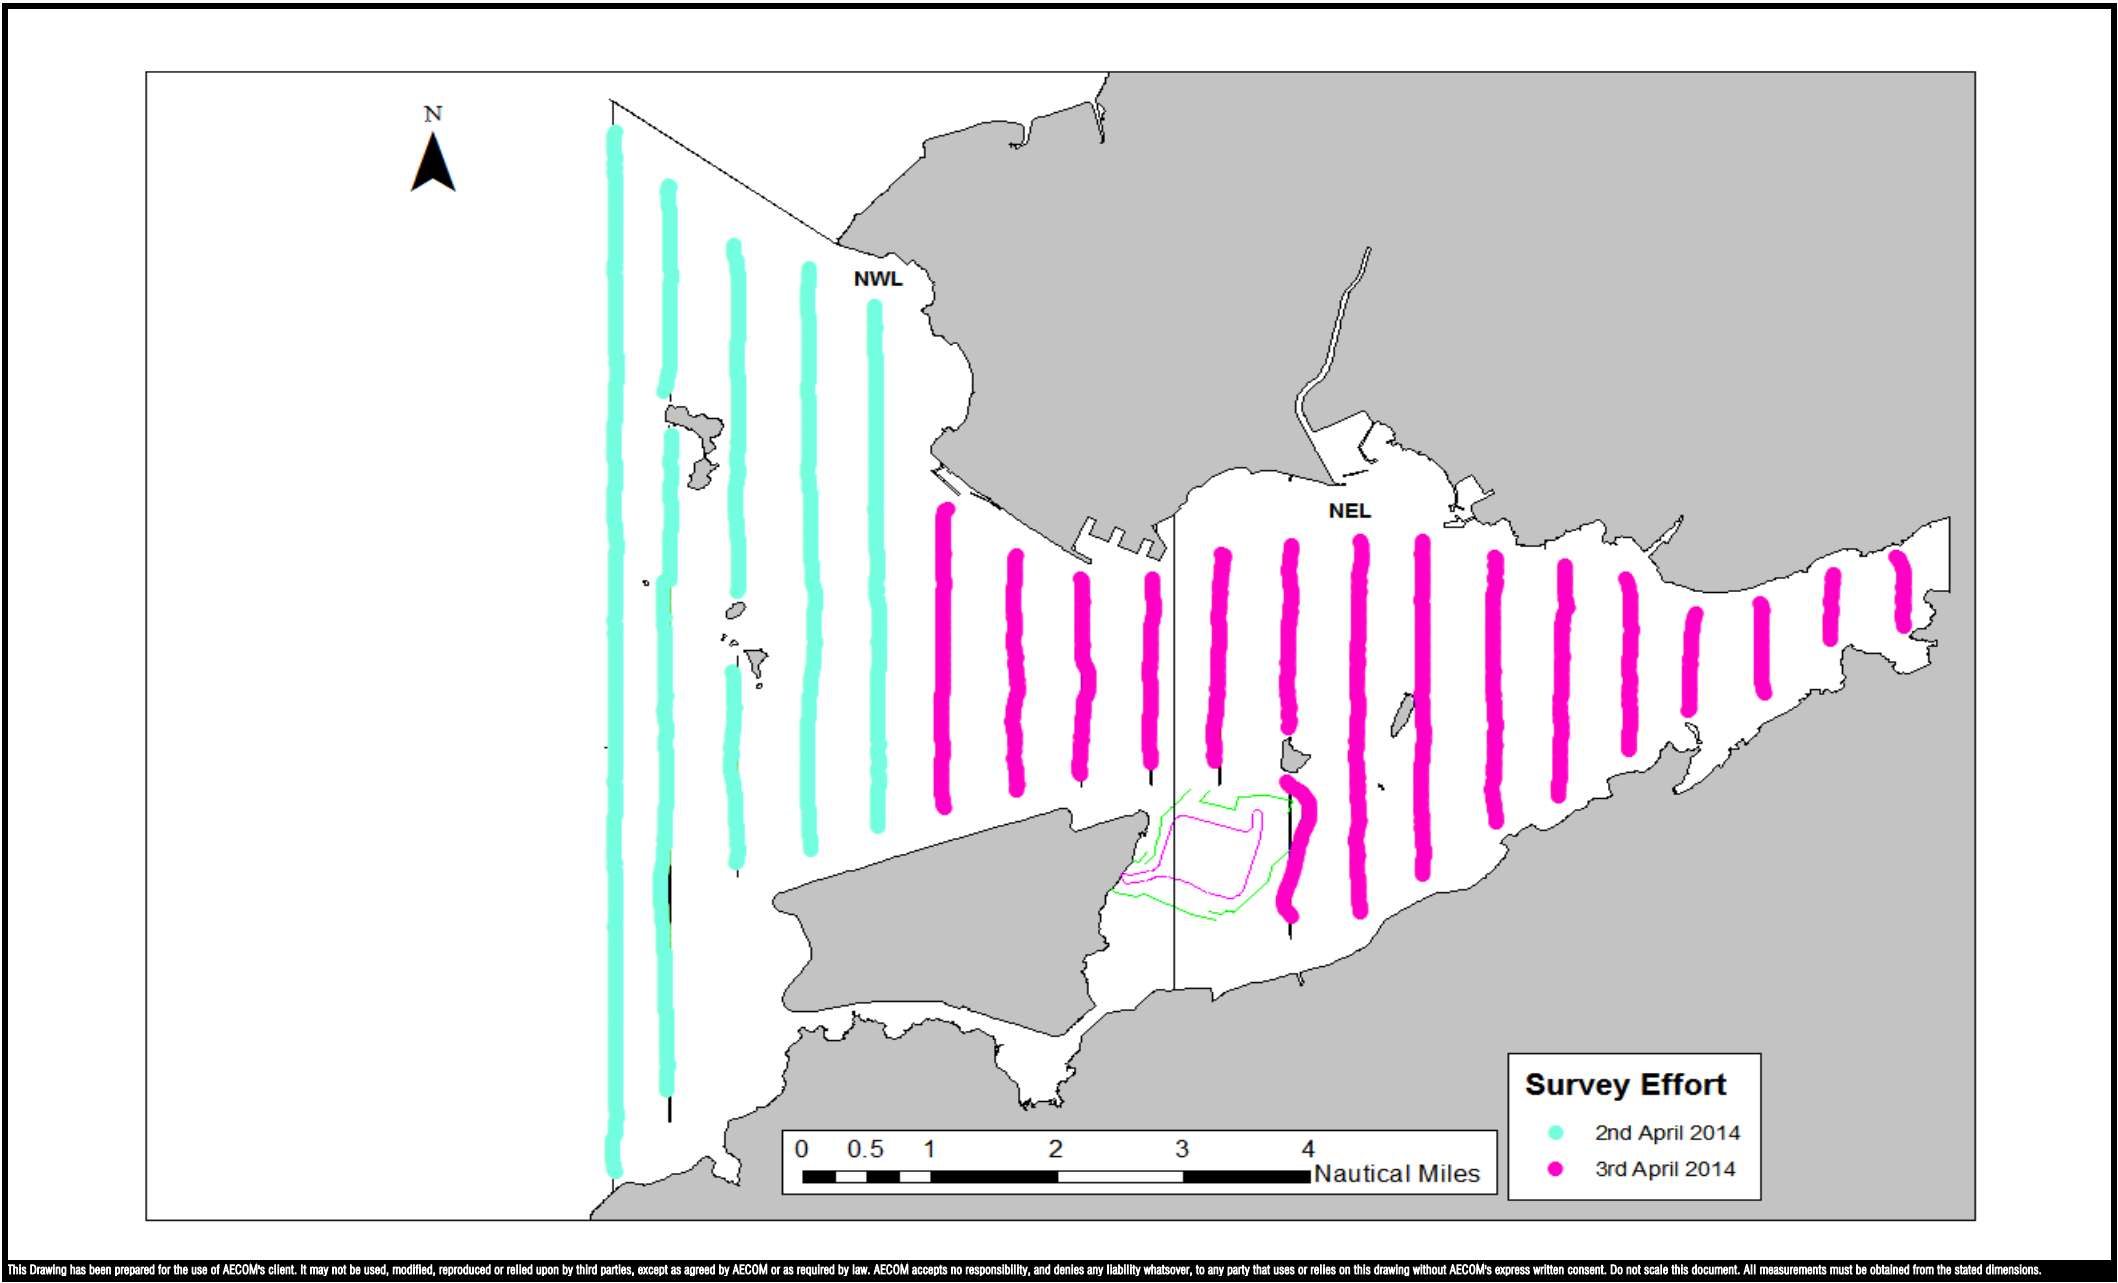 N
NWL
NEL
Survey Effort
2nd April 2014
3rd April 2014
0 0.5 1 2 3 4
Nautical Miles
This Drawing has been prepared for the use of AECOM's client. It may not be used, modified, reproduced or relied upon by third parties, except as agreed by AECOM or as required by law. AECOM accepts no responsibility, and denies any liability whatsoever, to any party that uses or relies on this drawing without AECOM's express written consent. Do not scale this document. All measurements must be obtained from the stated dimensions.